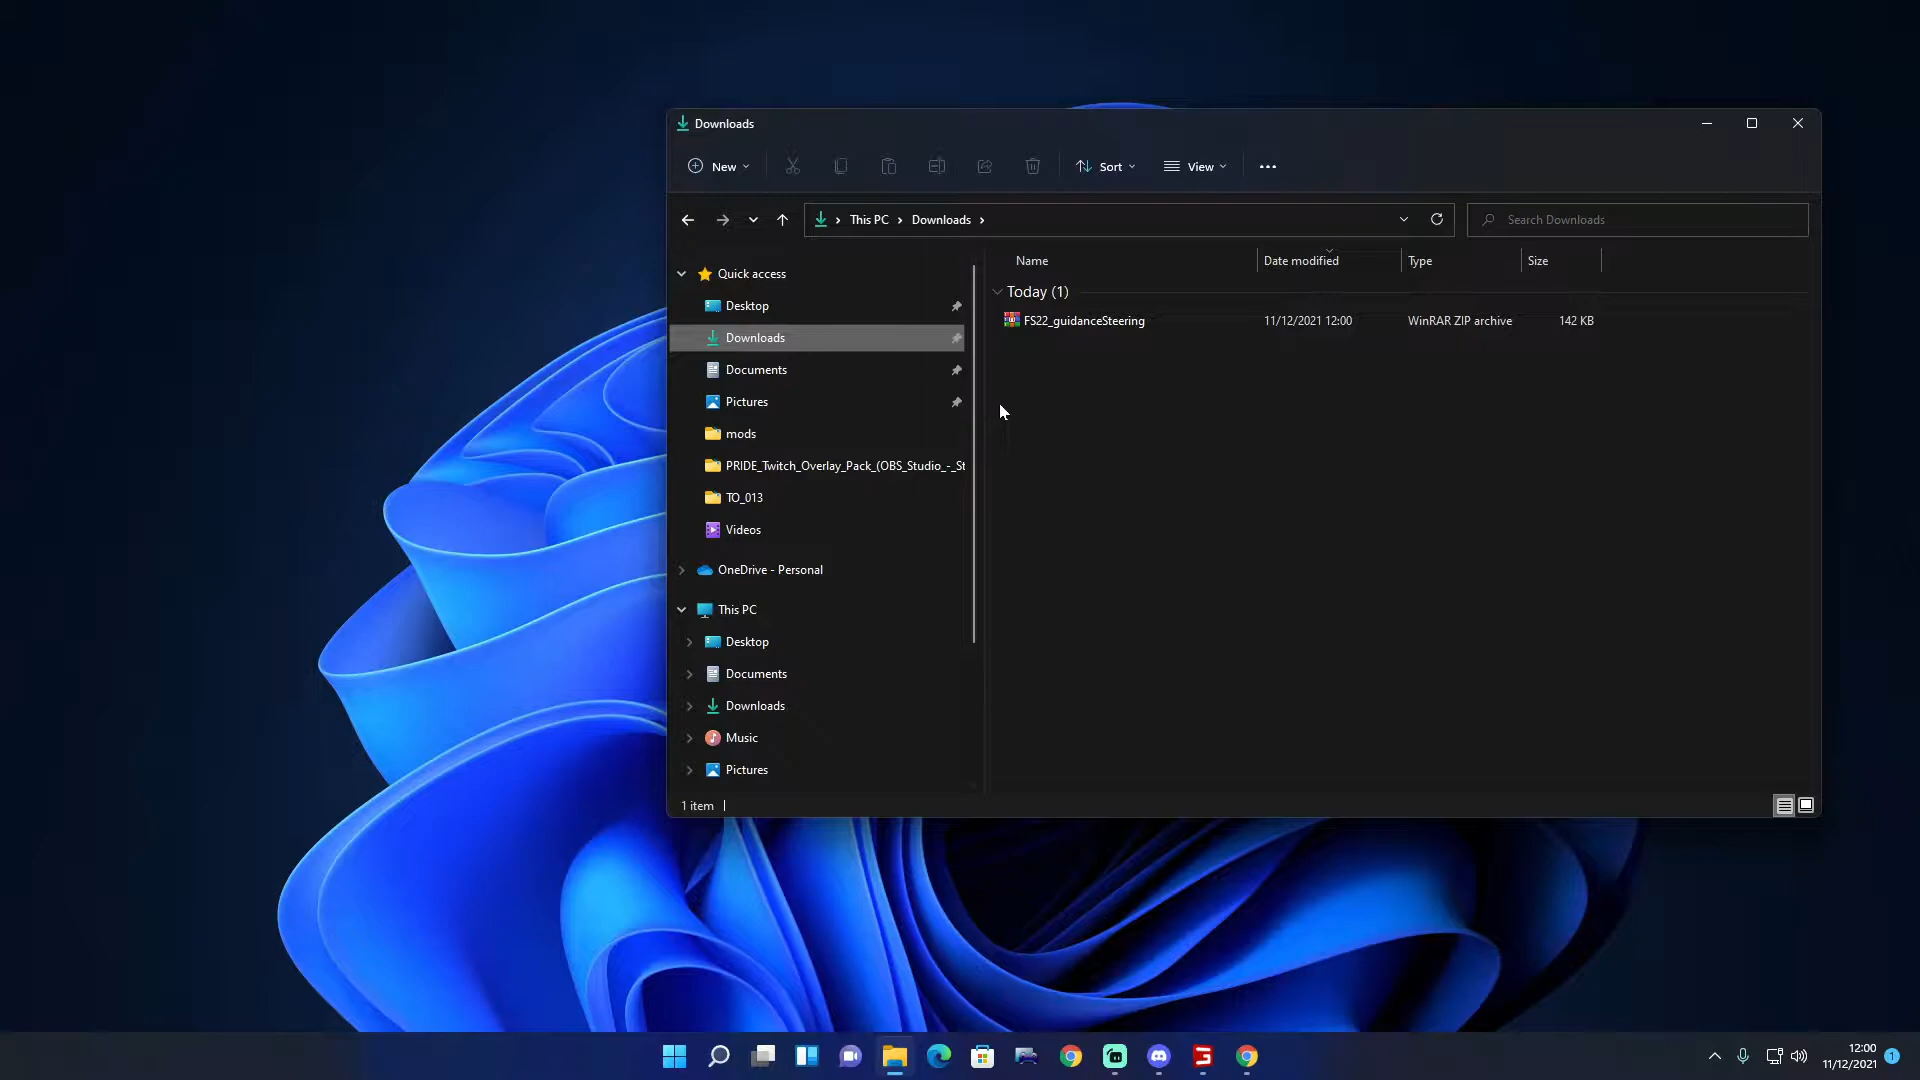 Downloads
New
Sort
View
This PC
Downloads
Search Downloads
Name
Date modified
Type
Size
Quick access
Desktop
Downloads
Documents
Pictures
mods
PRIDE_Twitch_Overlay_Pack_(OBS_Studio_-_St
TO_013
Videos
OneDrive - Personal
This PC
Desktop
Documents
Downloads
Music
Pictures
Today (1)
FS22_guidanceSteering 11/12/2021 12:00 WinRAR ZIP archive 142 KB
1 item
12:00
11/12/2021
1